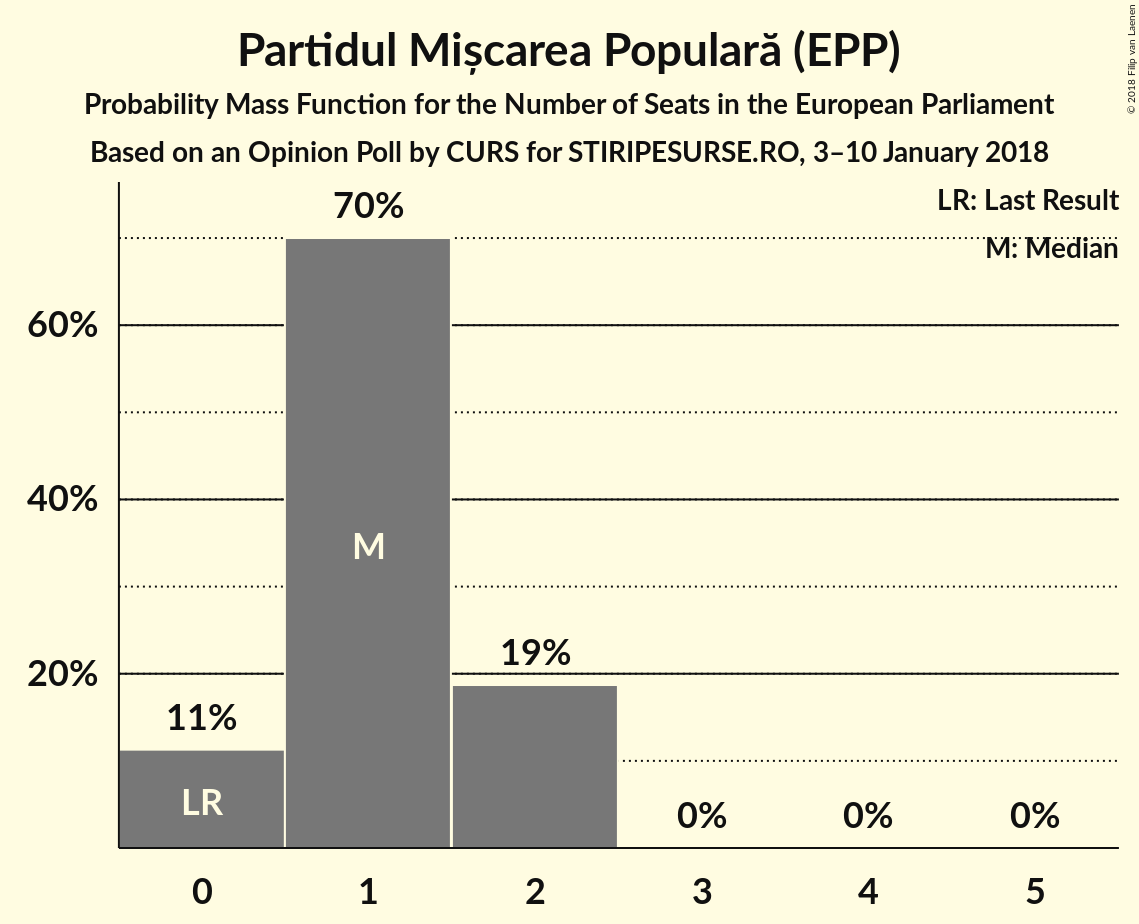 Partidul Mișcarea Populară (EPP)
Probability Mass Function for the Number of Seats in the European Parliament
Based on an Opinion Poll by CURS for STIRIPESURSE.RO, 3–10 January 2018
© 2018 Filip van Laenen
LR: Last Result
M: Median
70%
60%
40%
M
19%
20%
11%
LR
0% 0% 0%
0 1 2 3 4 5